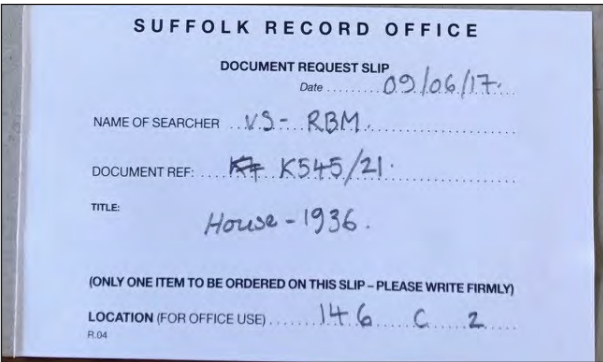 SUFFOLK RECORD OFFICE
DOCUMENT REQUEST SLIP
Date 09/06/17.
NAME OF SEARCHER VS - RBM.
DOCUMENT REF: K545/21.
TITLE:
House - 1936.
(ONLY ONE ITEM TO BE ORDERED ON THIS SLIP – PLEASE WRITE FIRMLY)
LOCATION (FOR OFFICE USE) 146 C 2
R.04